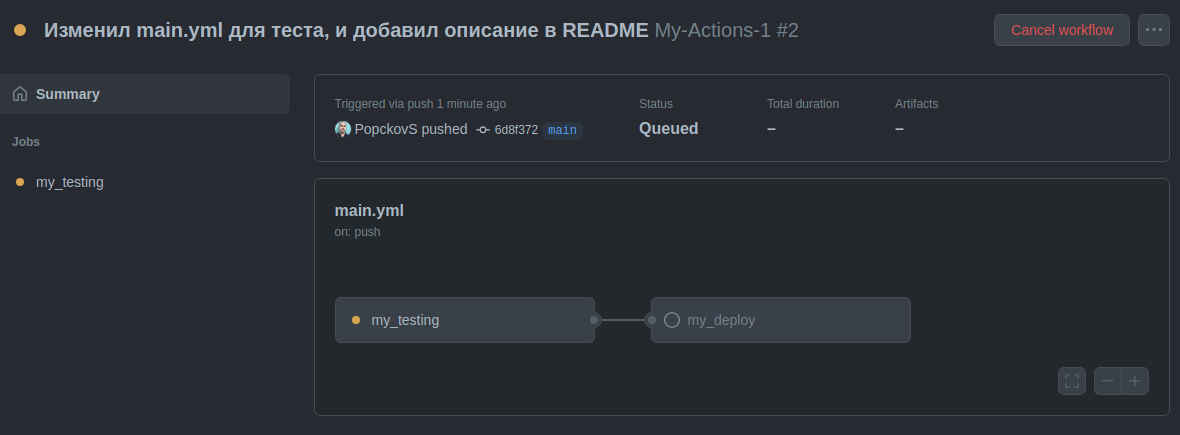 Изменил main.yml для теста, и добавил описание в README My-Actions-1 #2
Cancel workflow
Summary
Jobs
my_testing
Triggered via push 1 minute ago
PopckovS pushed 6d8f372 main
Status
Queued
Total duration
–
Artifacts
–
main.yml
on: push
my_testing
my_deploy